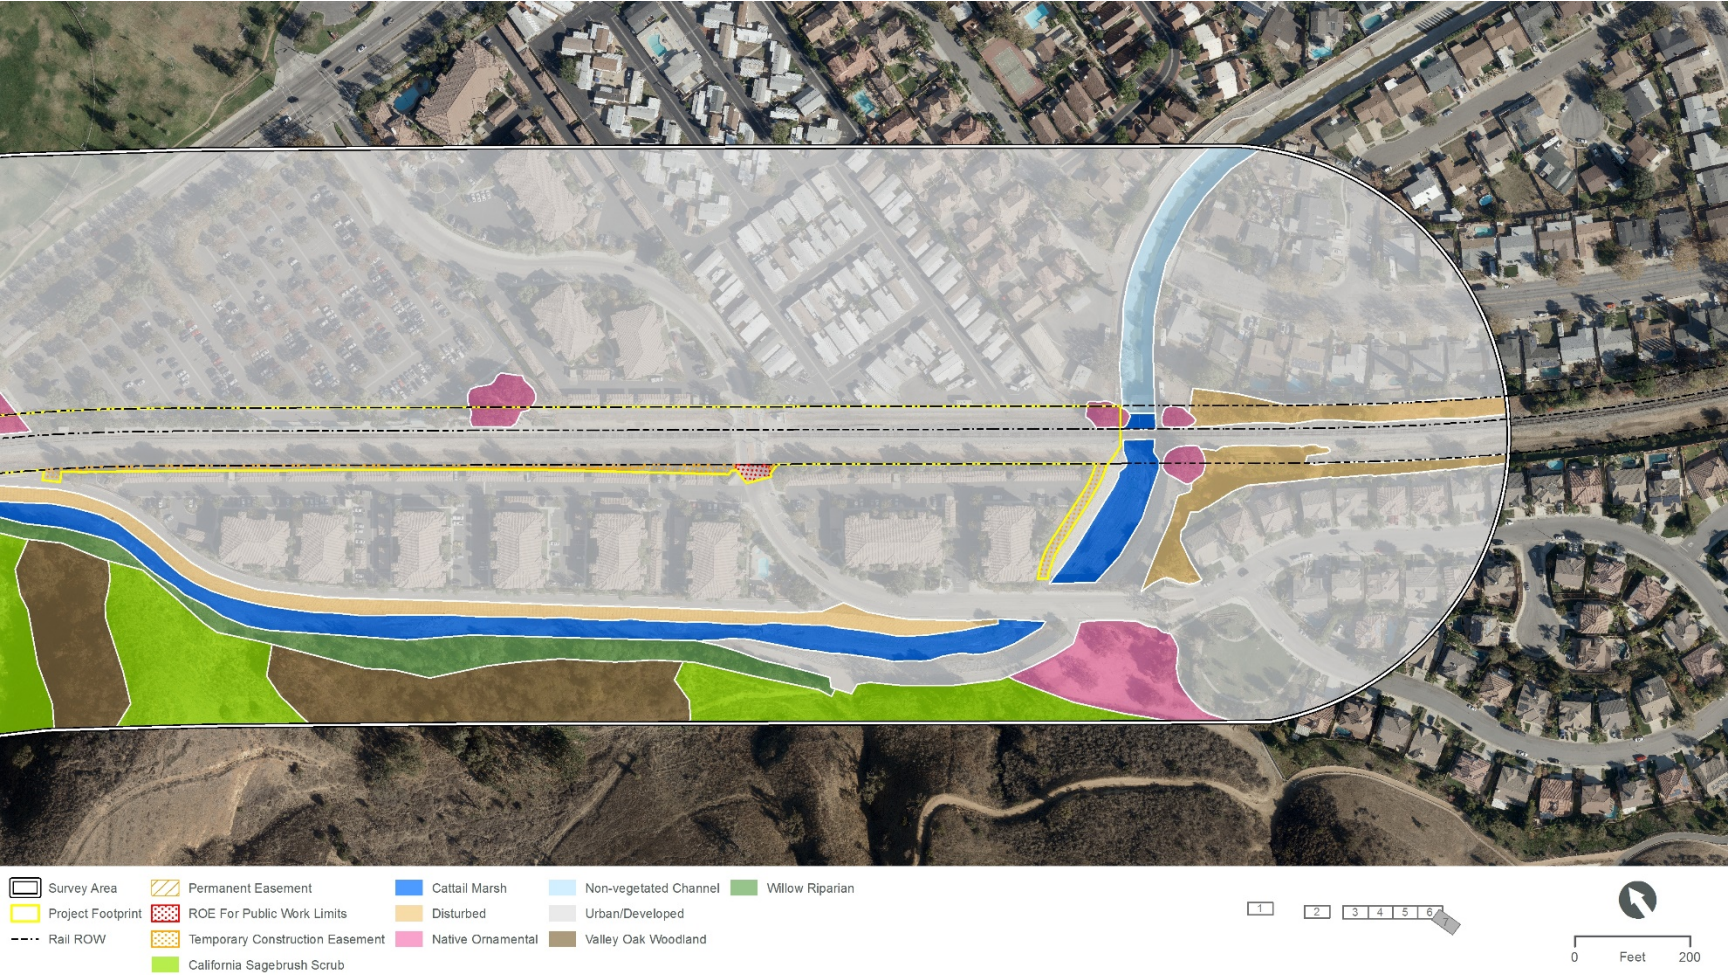 Survey Area
Project Footprint
Rail ROW
Permanent Easement
ROE For Public Work Limits
Temporary Construction Easement
California Sagebrush Scrub
Cattail Marsh
Disturbed
Native Ornamental
Non-vegetated Channel
Urban/Developed
Valley Oak Woodland
Willow Riparian
1
2
3 4 5 6
7
0 Feet 200